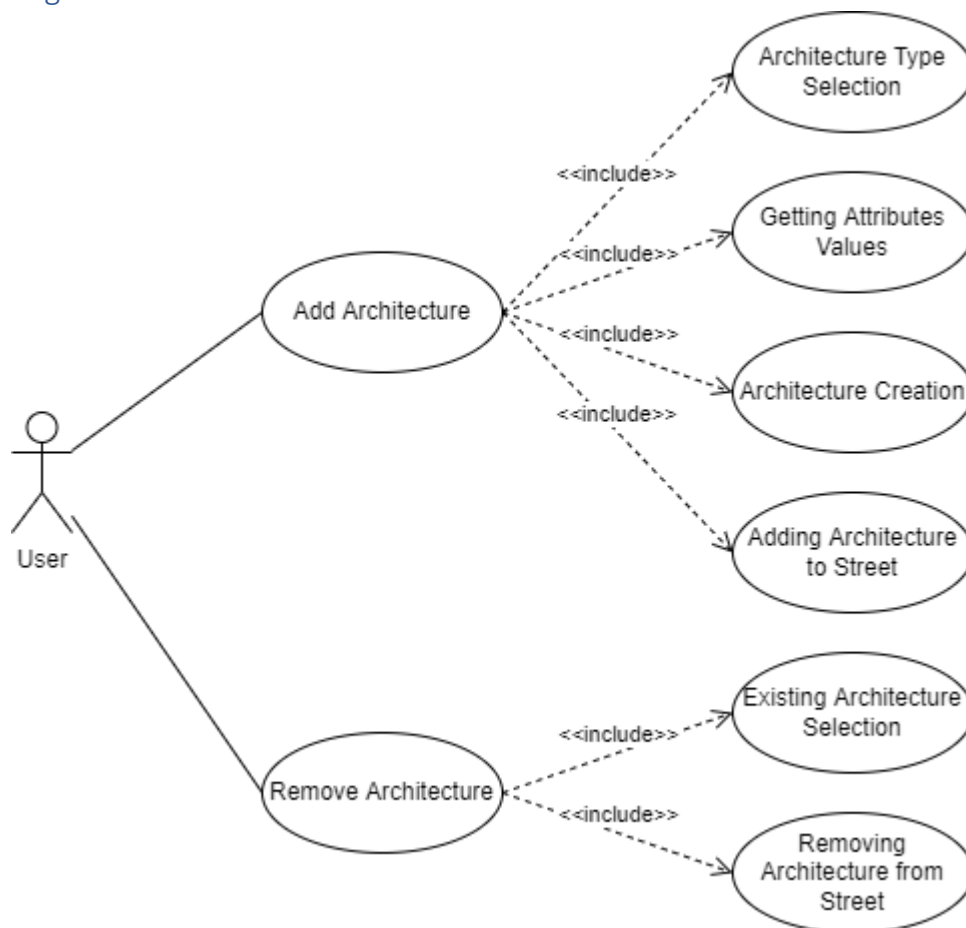 Architecture Type
Selection
<<include>>
Getting Attributes
Values
<<include>>
Add Architecture
<<include>>
Architecture Creation
<<include>>
User
Adding Architecture
to Street
Existing Architecture
Selection
<<include>>
Remove Architecture
<<include>>
Removing
Architecture from
Street